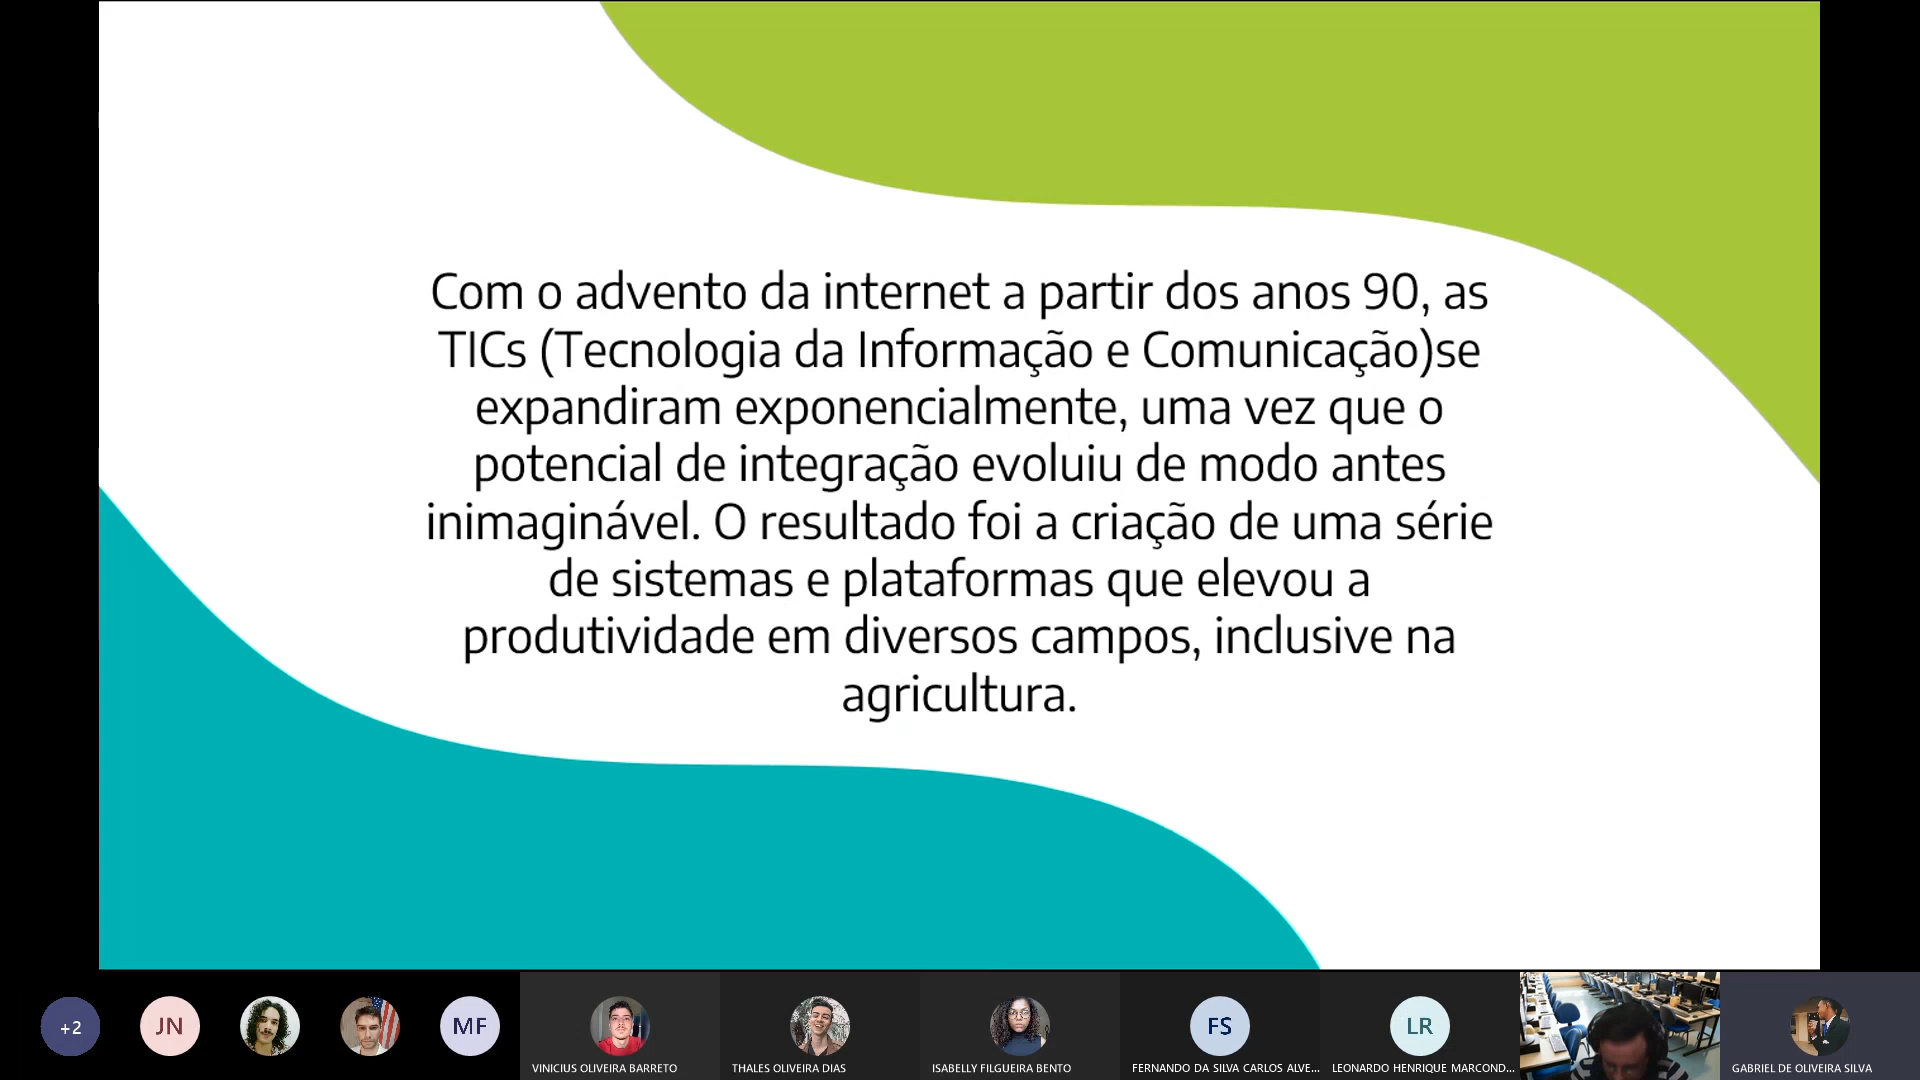 Com o advento da internet a partir dos anos 90, as
TICs (Tecnologia da Informação e Comunicação)se
expandiram exponencialmente, uma vez que o
potencial de integração evoluiu de modo antes
inimaginável. O resultado foi a criação de uma série
de sistemas e plataformas que elevou a
produtividade em diversos campos, inclusive na
agricultura.
+2
JN
MF
FS
LR
VINICIUS OLIVEIRA BARRETO
THALES OLIVEIRA DIAS
ISABELLY FILGUEIRA BENTO
FERNANDO DA SILVA CARLOS ALVE...
LEONARDO HENRIQUE MARCOND...
GABRIEL DE OLIVEIRA SILVA